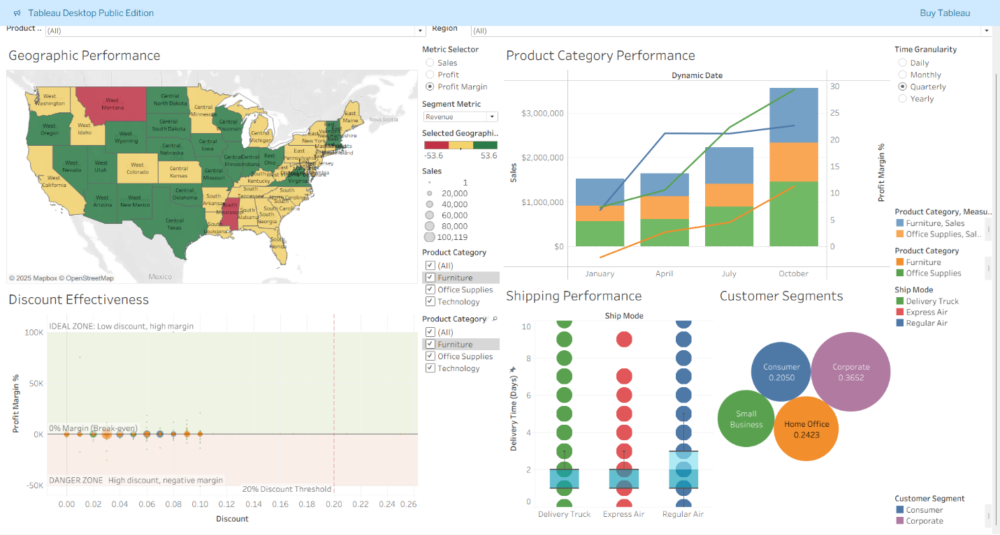 Tableau Desktop Public Edition
Buy Tableau
Product ..
(All)
Region
(All)
Geographic Performance
West
Washington
West
Montana
West
Oregon
West
Idaho
West
Wyoming
West
Nevada
West
Utah
West
Colorado
West
California
West
Arizona
West
New Mexico
Central
North Dakota
Central
South Dakota
Central
Nebraska
Central
Kansas
Central
Oklahoma
Central
Texas
Central
Minnesota
Central
Wisconsin
Central
Iowa
Central
Missouri
Central
Illinois
Central
Indiana
Central
Michigan
East
Ohio
East
Pennsylvania
East
New York
East
Maine
South
Kentucky
South
Tennessee
South
North Carolina
South
South Carolina
South
Arkansas
South
Mississippi
South
Alabama
South
Georgia
South
Louisiana
South
Florida
Virginia
Nova Scotia
Mexico
© 2025 Mapbox © OpenStreetMap
Metric Selector
Sales
Profit
Profit Margin
Segment Metric
Revenue
Selected Geographi..
-53.6
53.6
Sales
1
20,000
40,000
60,000
80,000
100,119
Product Category
(All)
Furniture
Office Supplies
Technology
Product Category
(All)
Furniture
Office Supplies
Technology
Product Category Performance
Dynamic Date
$3,000,000
$2,000,000
$1,000,000
$0
Sales
30
25
20
15
10
5
0
Profit Margin %
January
April
July
October
Time Granularity
Daily
Monthly
Quarterly
Yearly
Product Category, Measu..
Furniture, Sales
Office Supplies, Sal..
Product Category
Furniture
Office Supplies
Ship Mode
Delivery Truck
Express Air
Regular Air
Discount Effectiveness
IDEAL ZONE: Low discount, high margin
100K
50K
0K
-50K
Profit Margin %
0% Margin (Break-even)
DANGER ZONE High discount, negative margin
20% Discount Threshold
0.00
0.02
0.04
0.06
0.08
0.10
0.12
0.14
0.16
0.18
0.20
0.22
0.24
0.26
Discount
Shipping Performance
Ship Mode
10
8
6
4
2
0
Delivery Time (Days)
Delivery Truck
Express Air
Regular Air
Customer Segments
Consumer
0.2050
Corporate
0.3652
Small
Business
Home Office
0.2423
Customer Segment
Consumer
Corporate